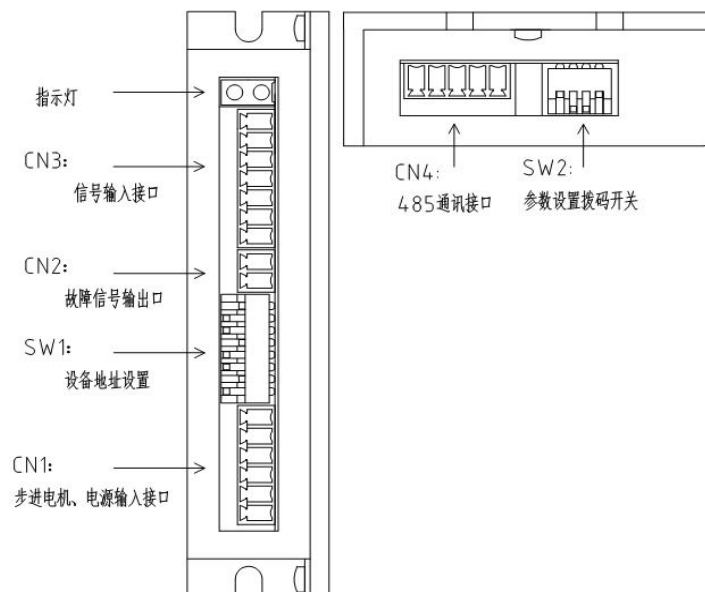 指示灯
CN3:
信号输入接口
CN2:
故障信号输出口
SW1:
设备地址设置
CN1:
步进电机、电源输入接口
CN4:
485通讯接口
SW2:
参数设置拨码开关